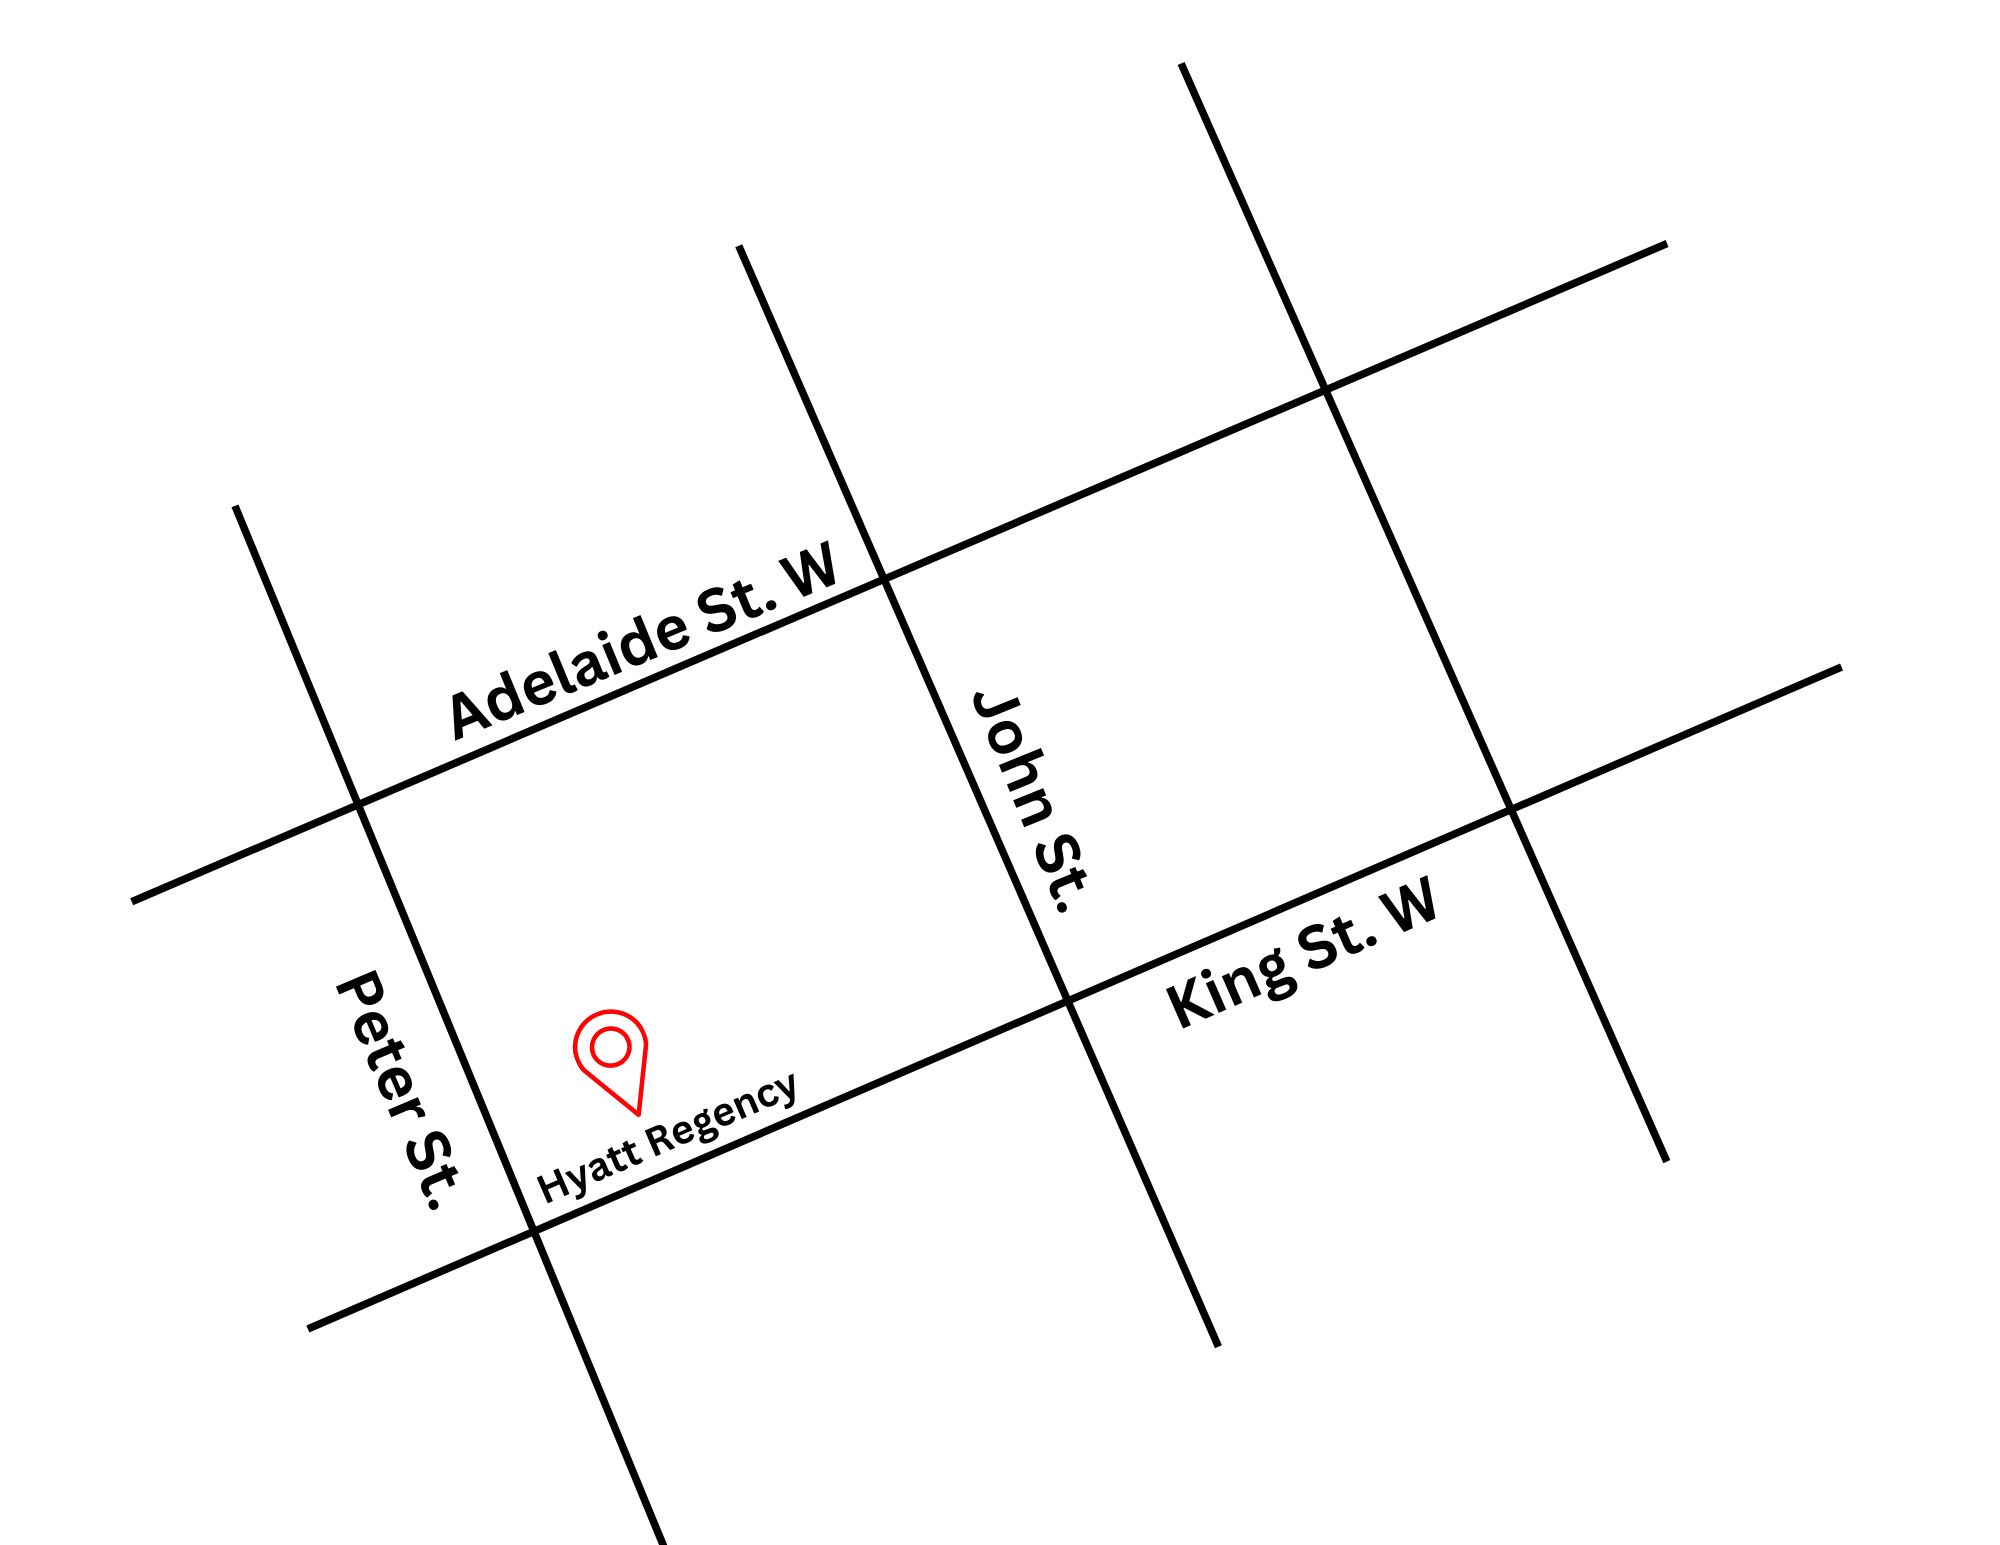 Adelaide St. W
John St.
King St. W
Peter St.
Hyatt Regency